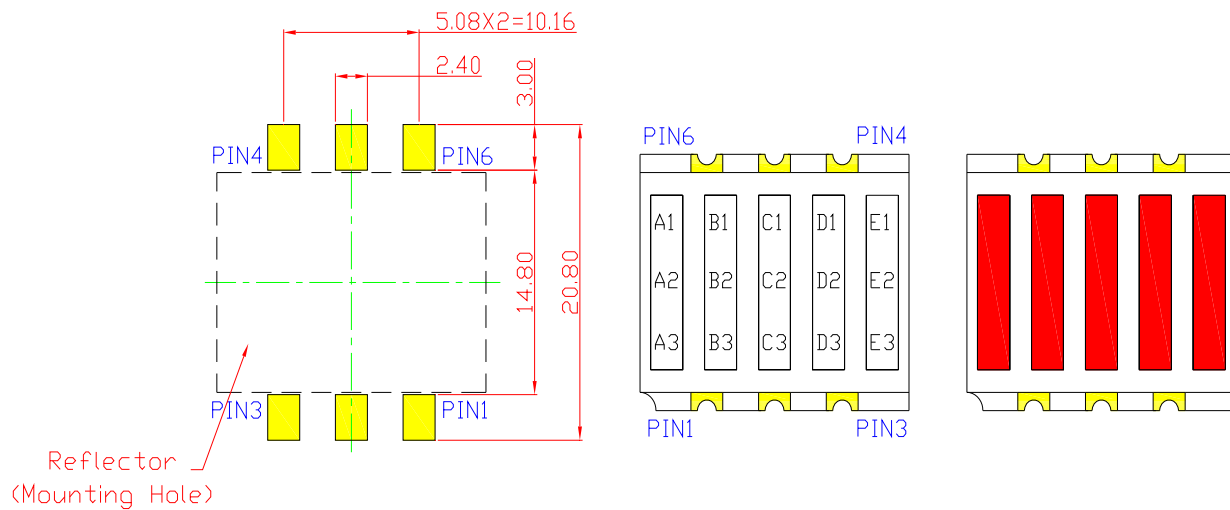 5.08X2=10.16
2.40
3.00
PIN4
PIN6
14.80
20.80
PIN3
PIN1
Reflector
(Mounting Hole)
PIN6
PIN4
A1 B1 C1 D1 E1
A2 B2 C2 D2 E2
A3 B3 C3 D3 E3
PIN1
PIN3